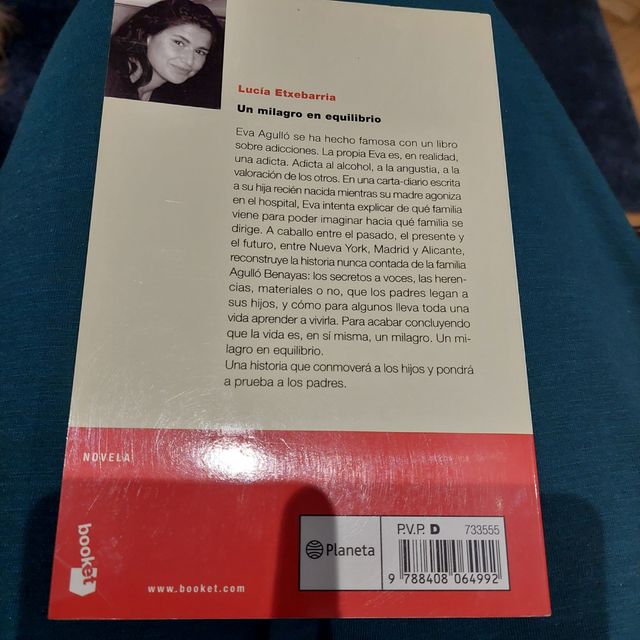 Lucía Etxebarria
Un milagro en equilibrio
Eva Agulló se ha hecho famosa con un libro
sobre adicciones. La propia Eva es, en realidad,
una adicta. Adicta al alcohol, a la angustia, a la
valoración de los otros. En una carta-diario escrita
a su hija recién nacida mientras su madre agoniza
en el hospital, Eva intenta explicar de qué familia
viene para poder imaginar hacia qué familia se
dirige. A caballo entre el pasado, el presente y
el futuro, entre Nueva York, Madrid y Alicante,
reconstruye la historia nunca contada de la familia
Agulló Benayas: los secretos a voces, las heren-
cias, materiales o no, que los padres legan a
sus hijos, y cómo para algunos lleva toda una
vida aprender a vivirla. Para acabar concluyendo
que la vida es, en sí misma, un milagro. Un mi-
lagro en equilibrio.
Una historia que conmoverá a los hijos y pondrá
a prueba a los padres.
NOVELA
booket
www.booket.com
Planeta
P.V.P. D 733555
9 788408 064992